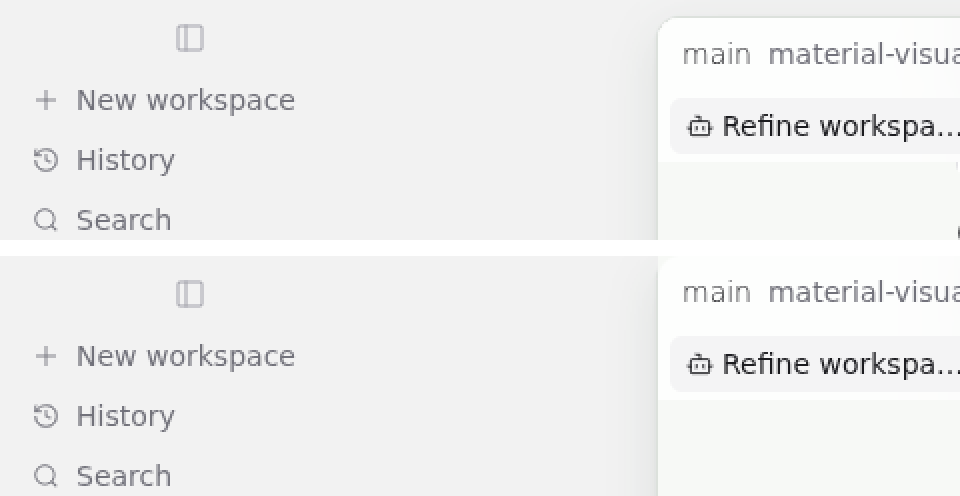 main material-visua
New workspace
Refine workspa...
History
Search
main material-visua
New workspace
Refine workspa...
History
Search